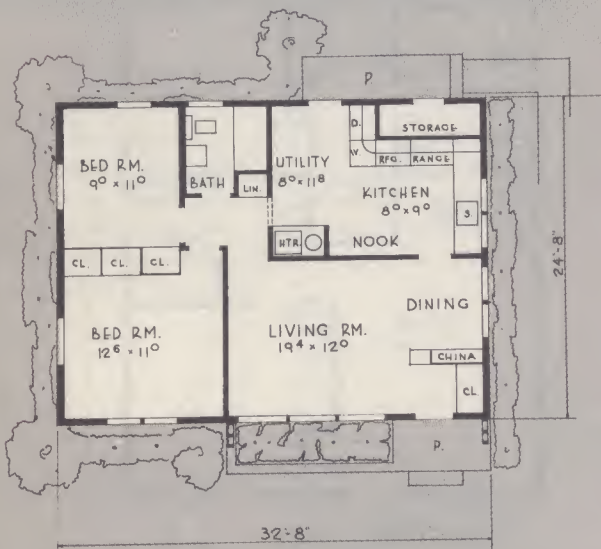 P.
D.
STORAGE
BED RM.
9⁰ × 11⁰
UTILITY
8⁰ × 11⁸
W.
RFG.
RANGE
BATH
LIN.
KITCHEN
8⁰ × 9⁰
S.
HTR.
NOOK
CL.
CL.
CL.
24'-8"
DINING
BED RM.
12⁶ × 11⁰
LIVING RM.
19⁴ × 12⁰
CHINA
CL
P.
32'-8"